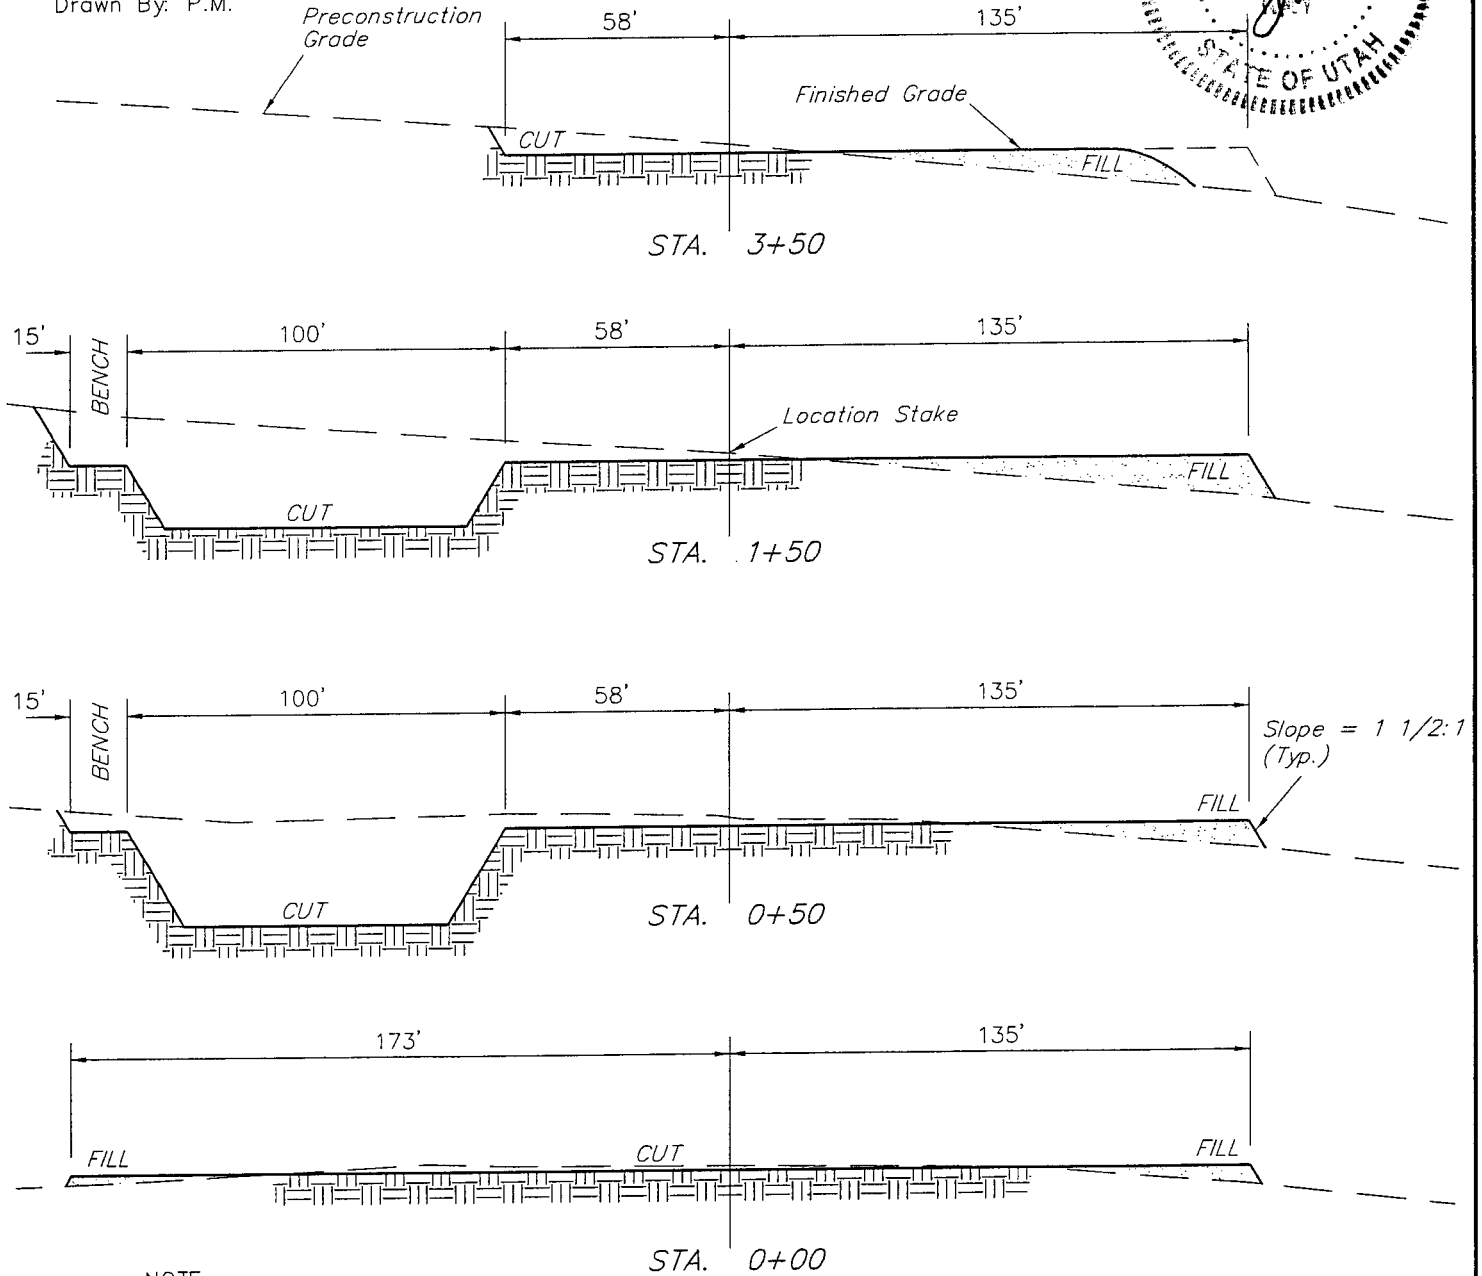 Drawn By: P.M.
Preconstruction
Grade
58'
135'
STATE OF UTAH
Finished Grade
CUT
FILL
STA. 3+50
15'
BENCH
100'
58'
135'
Location Stake
CUT
FILL
STA. 1+50
15'
BENCH
100'
58'
135'
Slope = 1 1/2:1
(Typ.)
FILL
CUT
STA. 0+50
173'
135'
FILL
CUT
FILL
STA. 0+00
NOTE